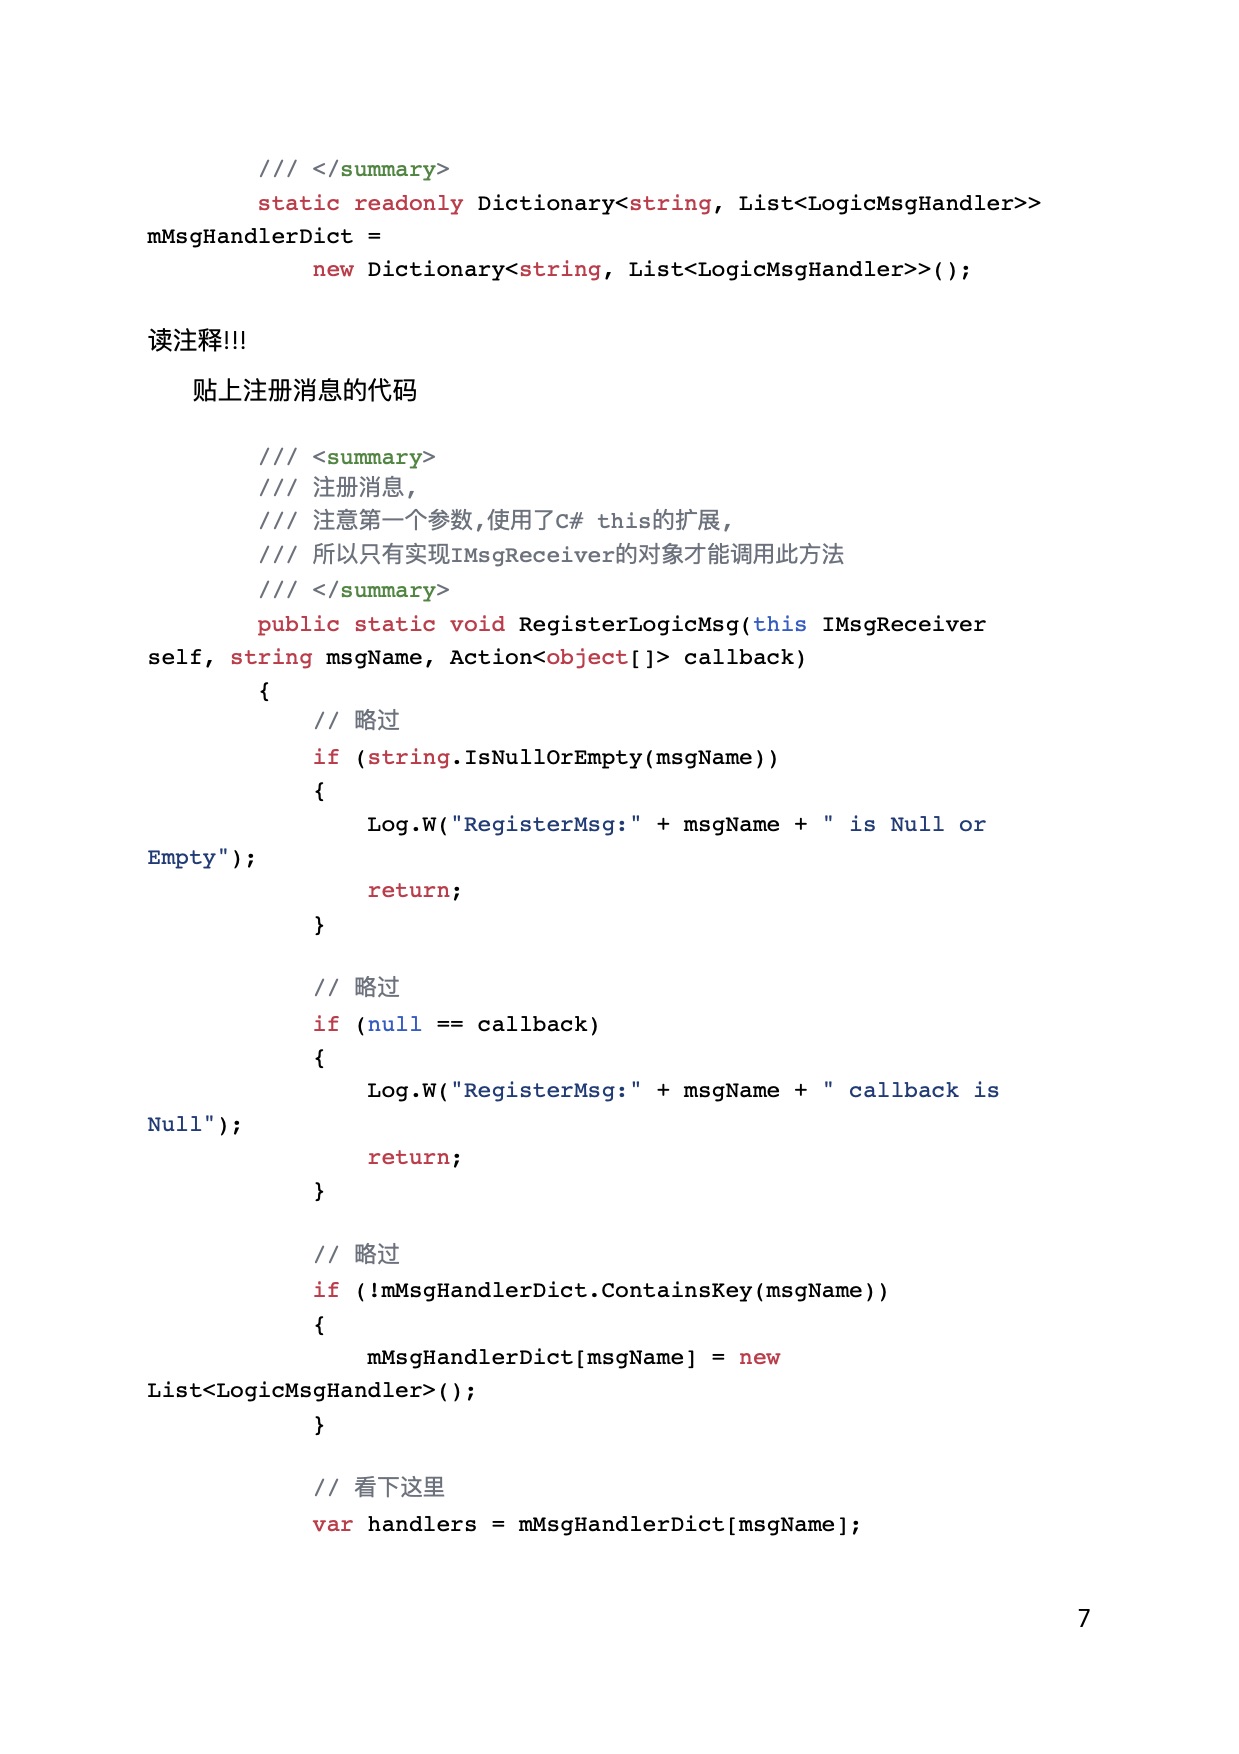 /// </summary>
static readonly Dictionary<string, List<LogicMsgHandler>>
mMsgHandlerDict =
new Dictionary<string, List<LogicMsgHandler>>();
读注释!!!
贴上注册消息的代码
/// <summary>
/// 注册消息,
/// 注意第一个参数,使用了C# this的扩展,
/// 所以只有实现IMsgReceiver的对象才能调用此方法
/// </summary>
public static void RegisterLogicMsg(this IMsgReceiver
self, string msgName, Action<object[]> callback)
{
// 略过
if (string.IsNullOrEmpty(msgName))
{
Log.W("RegisterMsg:" + msgName + " is Null or
Empty");
return;
}
// 略过
if (null == callback)
{
Log.W("RegisterMsg:" + msgName + " callback is
Null");
return;
}
// 略过
if (!mMsgHandlerDict.ContainsKey(msgName))
{
mMsgHandlerDict[msgName] = new
List<LogicMsgHandler>();
}
// 看下这里
var handlers = mMsgHandlerDict[msgName];
7